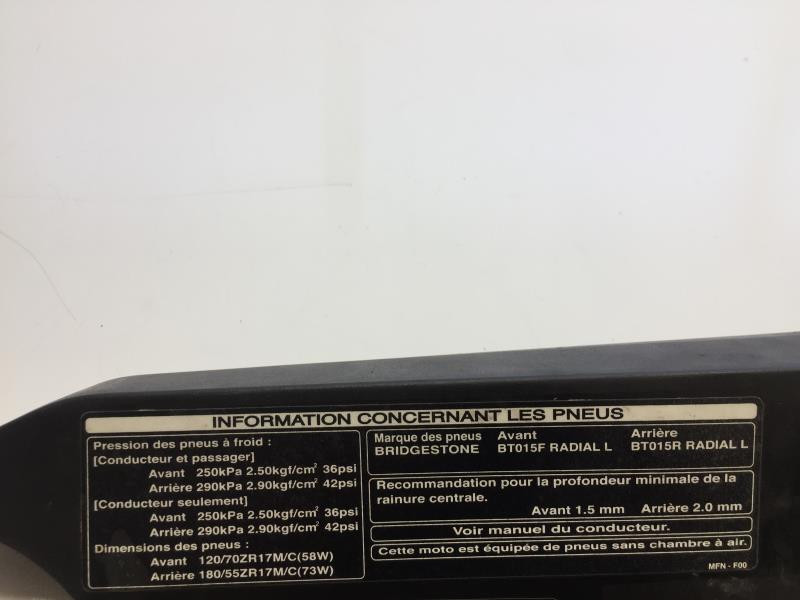 INFORMATION CONCERNANT LES PNEUS
Pression des pneus à froid :
[Conducteur et passager]
Avant 250kPa 2.50kgf/cm² 36psi
Arrière 290kPa 2.90kgf/cm² 42psi
[Conducteur seulement]
Avant 250kPa 2.50kgf/cm² 36psi
Arrière 290kPa 2.90kgf/cm² 42psi
Dimensions des pneus :
Avant 120/70ZR17M/C(58W)
Arrière 180/55ZR17M/C(73W)
Marque des pneus Avant Arrière
BRIDGESTONE BT015F RADIAL L BT015R RADIAL L
Recommandation pour la profondeur minimale de la
rainure centrale.
Avant 1.5 mm Arrière 2.0 mm
Voir manuel du conducteur.
Cette moto est équipée de pneus sans chambre à air.
MFN - F00